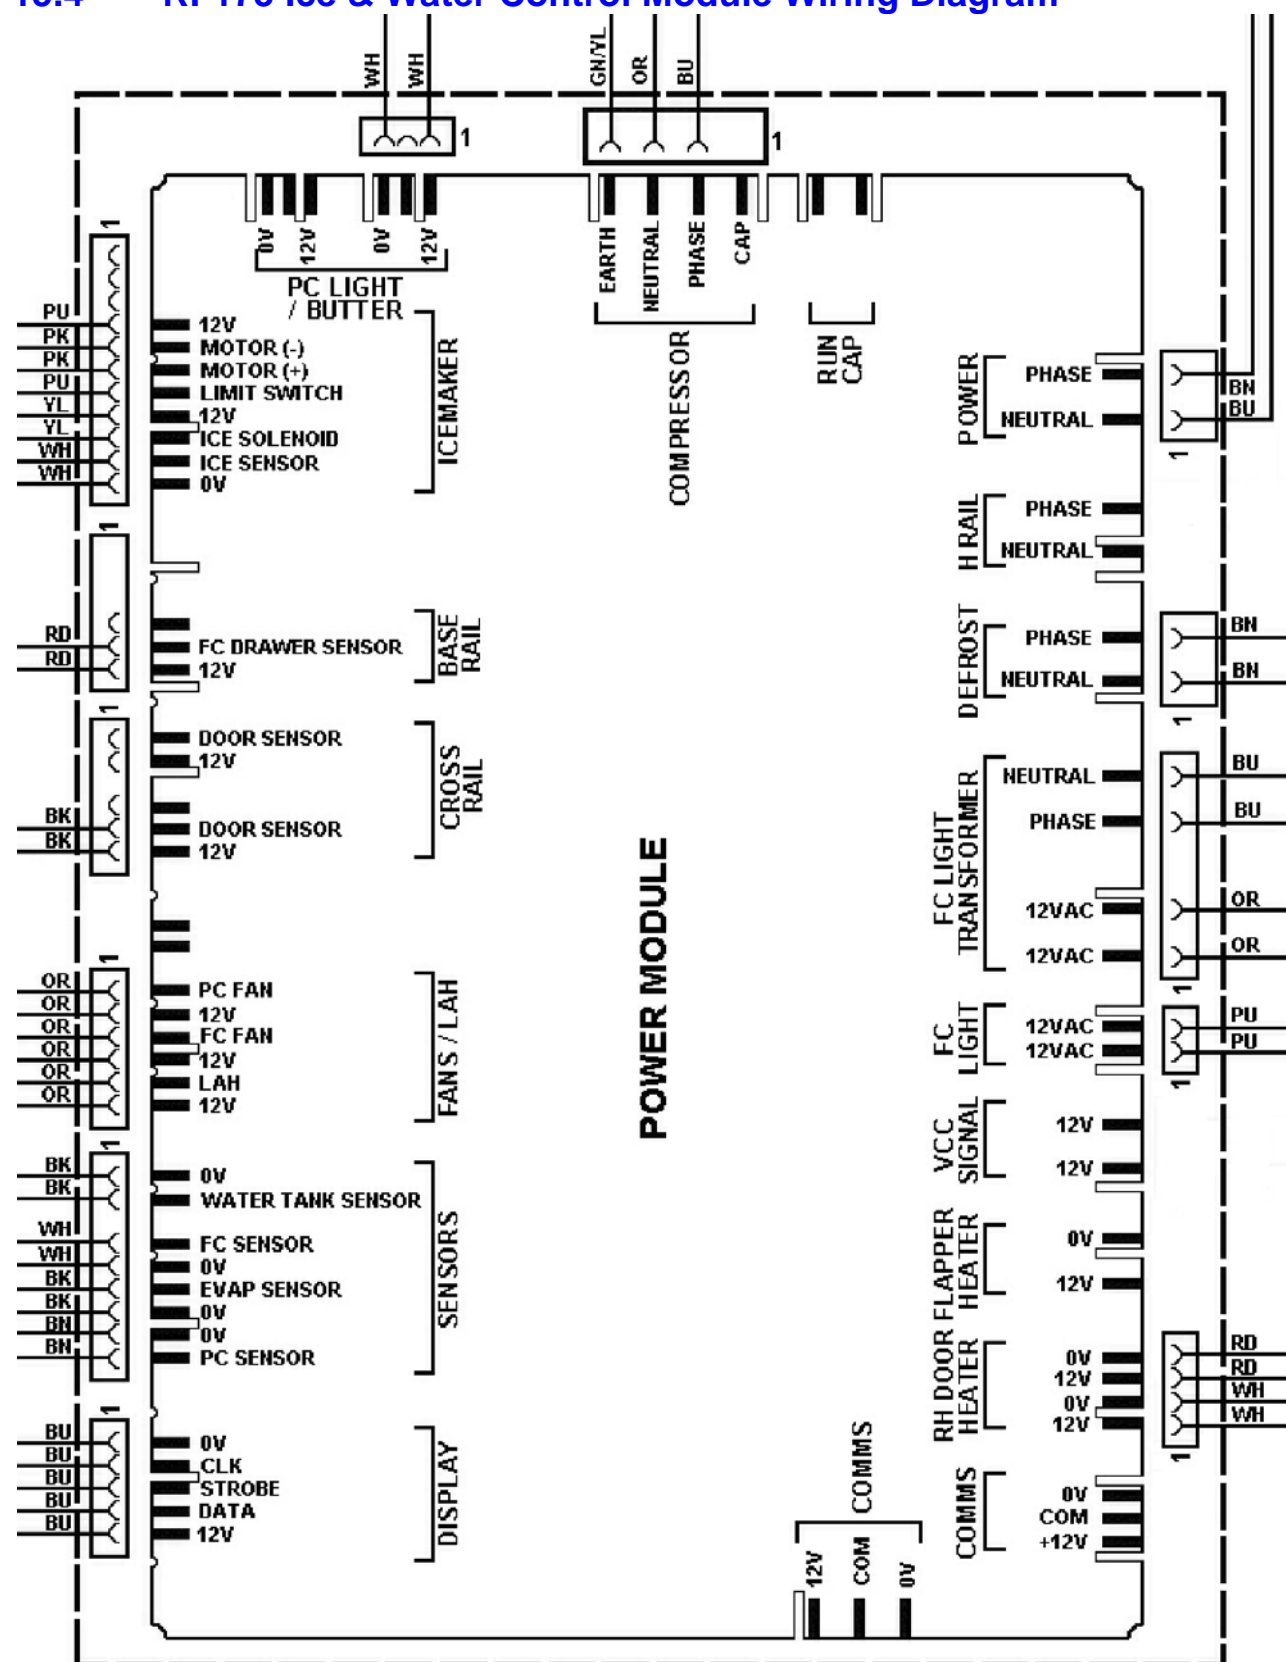 RF175 Ice & Water Control Module Wiring Diagram
WH
WH
GN/YL
OR
BU
1
1
0V
12V
0V
12V
PC LIGHT
/ BUTTER
EARTH
NEUTRAL
PHASE
CAP
COMPRESSOR
RUN
CAP
1
PU
PK
PK
PU
YL
YL
WH
WH
12V
MOTOR (-)
MOTOR (+)
LIMIT SWITCH
12V
ICE SOLENOID
ICE SENSOR
0V
ICEMAKER
1
RD
RD
FC DRAWER SENSOR
12V
BASE
RAIL
1
BK
BK
DOOR SENSOR
12V
DOOR SENSOR
12V
CROSS
RAIL
1
OR
OR
OR
OR
OR
OR
PC FAN
12V
FC FAN
12V
LAH
12V
FANS / LAH
1
BK
BK
WH
WH
BK
BK
BN
BN
0V
WATER TANK SENSOR
FC SENSOR
0V
EVAP SENSOR
0V
0V
PC SENSOR
SENSORS
1
BU
BU
BU
BU
BU
0V
CLK
STROBE
DATA
12V
DISPLAY
POWER MODULE
POWER
PHASE
NEUTRAL
BN
BU
1
H RAIL
PHASE
NEUTRAL
DEFROST
PHASE
NEUTRAL
BN
BN
1
FC LIGHT
TRANSFORMER
NEUTRAL
PHASE
12VAC
12VAC
BU
BU
OR
OR
1
FC
LIGHT
12VAC
12VAC
PU
PU
1
VCC
SIGNAL
12V
12V
FLAPPER
HEATER
0V
12V
RH DOOR
HEATER
0V
12V
0V
12V
RD
RD
WH
WH
1
COMMS
0V
COM
+12V
COMMS
12V
COM
0V